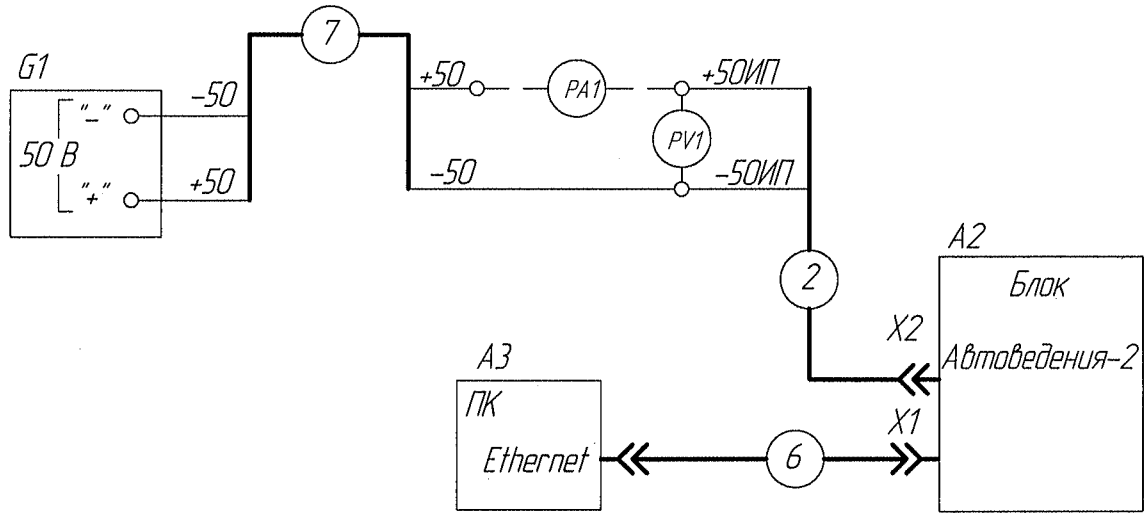 7
G1
+50
PA1
+50ИП
"–"
–50
50 В
PV1
"+"
+50
–50
–50ИП
A2
2
Блок
X2
Автоведения-2
A3
ПК
X1
Ethernet
6